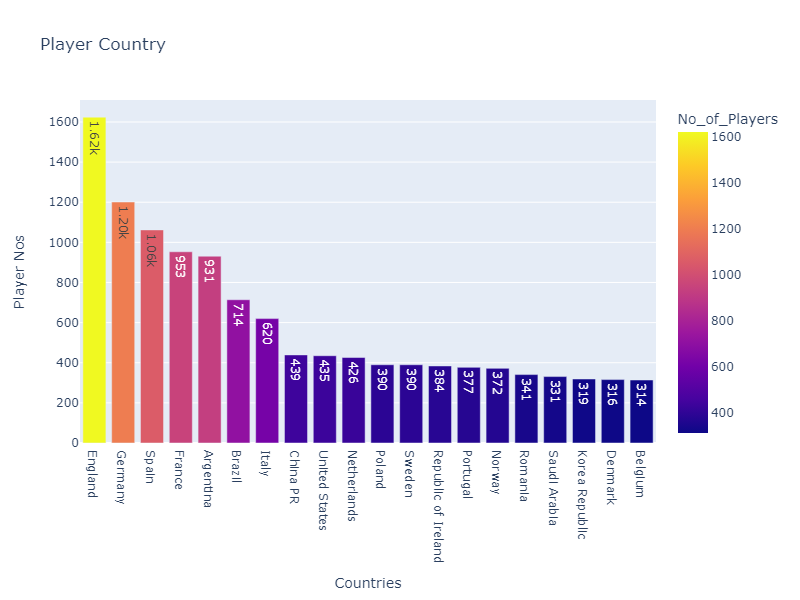 Player Country
No_of_Players
1600
1400
1200
1000
800
600
400
200
0
Player Nos
1.62k
1.20k
1.06k
953
931
714
620
439
435
426
390
390
384
377
372
341
331
319
316
314
England
Germany
Spain
France
Argentina
Brazil
Italy
China PR
United States
Netherlands
Poland
Sweden
Republic of Ireland
Portugal
Norway
Romania
Saudi Arabia
Korea Republic
Denmark
Belgium
Countries
1600
1400
1200
1000
800
600
400